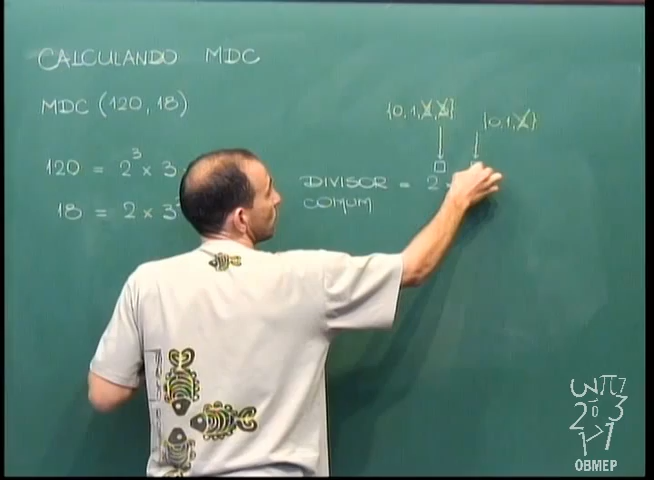 CALCULANDO MDC
MDC (120, 18)
{0, 1, 2, 3}
{0, 1, 2}
120 = 2³ × 3
DIVISOR = 2
COMUM
18 = 2 × 3²
OBMEP